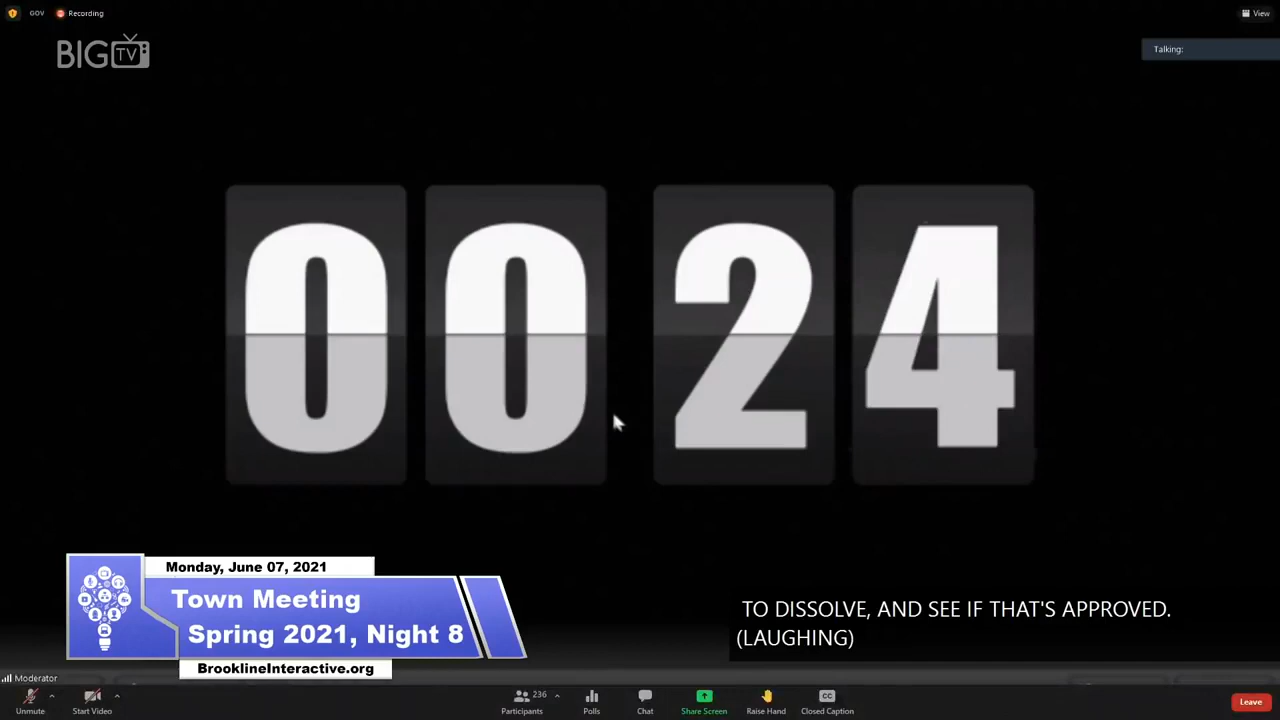 GOV
Recording
View
BIG TV
Talking:
00 24
Monday, June 07, 2021
Town Meeting
Spring 2021, Night 8
BrooklineInteractive.org
TO DISSOLVE, AND SEE IF THAT'S APPROVED.
(LAUGHING)
Moderator
Unmute
Start Video
236
Participants
Polls
Chat
Share Screen
Raise Hand
CC
Closed Caption
Leave